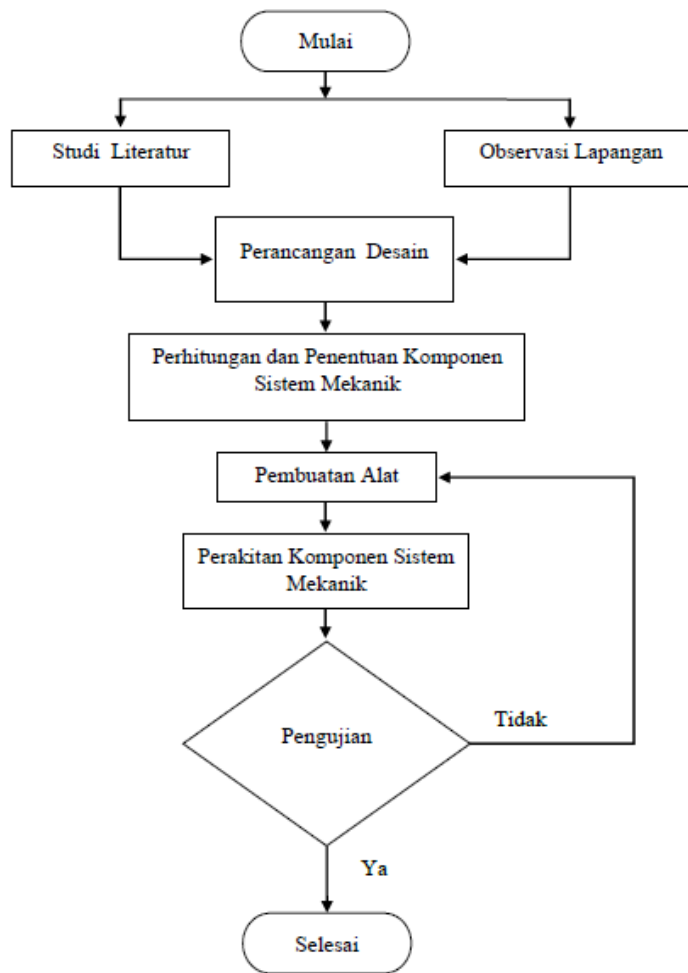 Mulai
Studi Literatur
Observasi Lapangan
Perancangan Desain
Perhitungan dan Penentuan Komponen
Sistem Mekanik
Pembuatan Alat
Perakitan Komponen Sistem
Mekanik
Pengujian
Tidak
Ya
Selesai